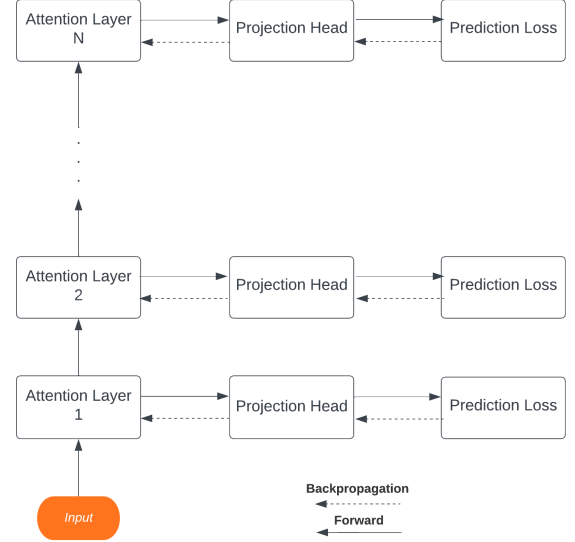 Attention Layer
N
Projection Head
Prediction Loss
.
.
.
Attention Layer
2
Projection Head
Prediction Loss
Attention Layer
1
Projection Head
Prediction Loss
Input
Backpropagation
Forward